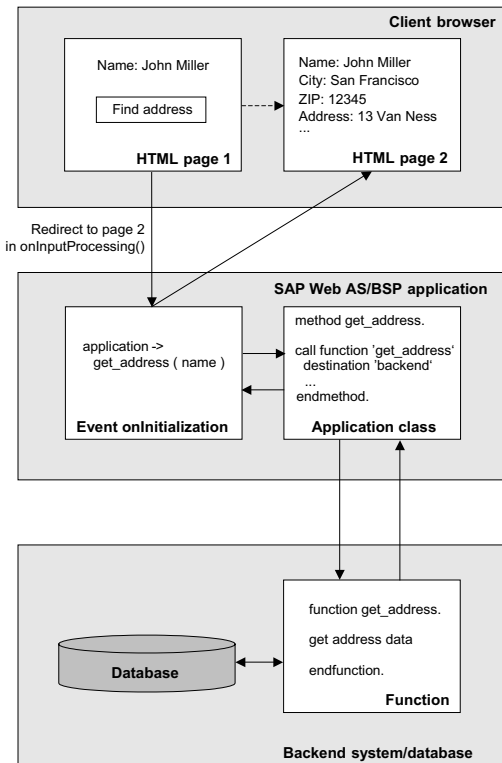 Client browser
Name: John Miller
Find address
HTML page 1
Name: John Miller
City: San Francisco
ZIP: 12345
Address: 13 Van Ness
...
HTML page 2
Redirect to page 2
in onInputProcessing()
SAP Web AS/BSP application
application ->
get_address ( name )
Event onInitialization
method get_address.
call function 'get_address‘
destination 'backend‘
...
endmethod.
Application class
function get_address.
get address data
endfunction.
Function
Database
Backend system/database